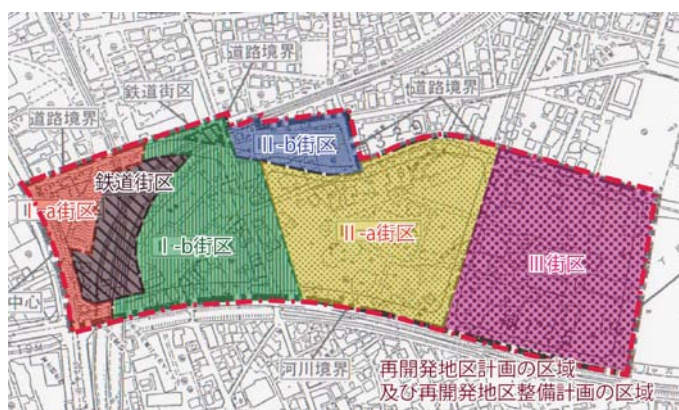 道路境界
鉄道街区
道路境界
道路境界
Ⅱ-b街区
鉄道街区
Ⅰ-a街区
Ⅰ-b街区
Ⅱ-a街区
Ⅲ街区
中心
河川境界
再開発地区計画の区域
及び再開発地区整備計画の区域